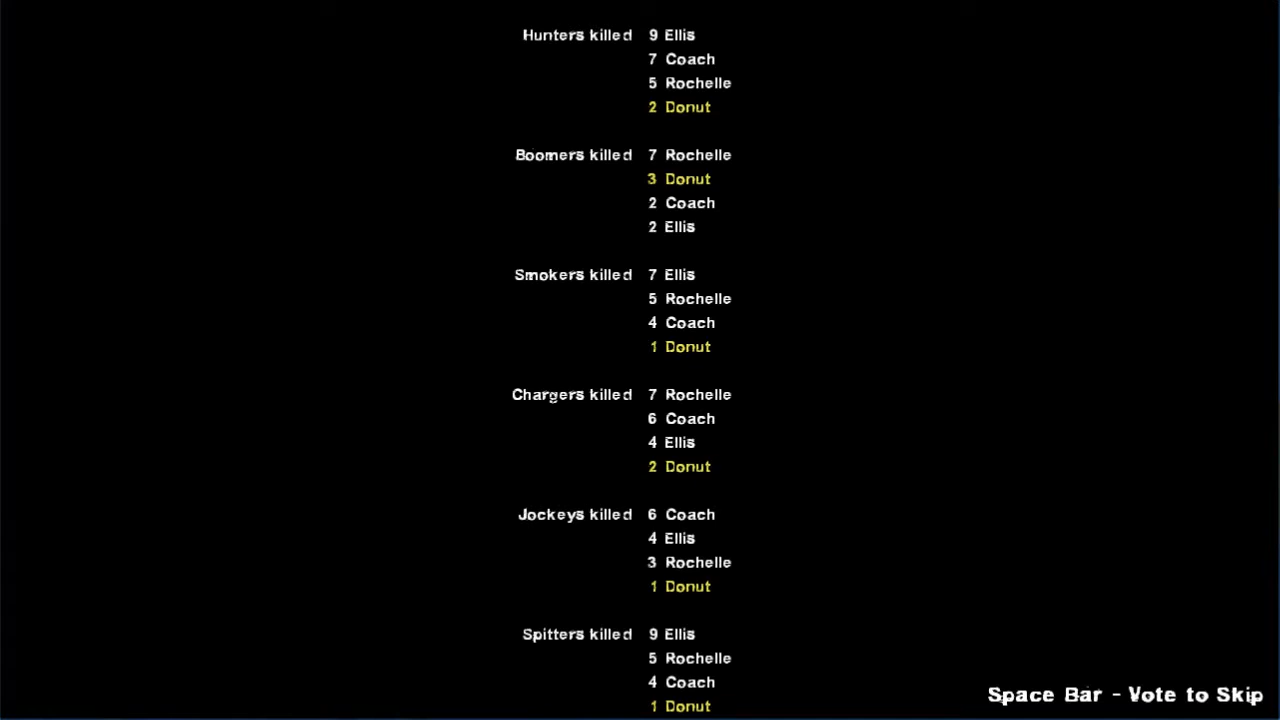 Hunters killed 9 Ellis
7 Coach
5 Rochelle
2 Donut
Boomers killed 7 Rochelle
3 Donut
2 Coach
2 Ellis
Smokers killed 7 Ellis
5 Rochelle
4 Coach
1 Donut
Chargers killed 7 Rochelle
6 Coach
4 Ellis
2 Donut
Jockeys killed 6 Coach
4 Ellis
3 Rochelle
1 Donut
Spitters killed 9 Ellis
5 Rochelle
4 Coach
Space Bar - Vote to Skip
1 Donut